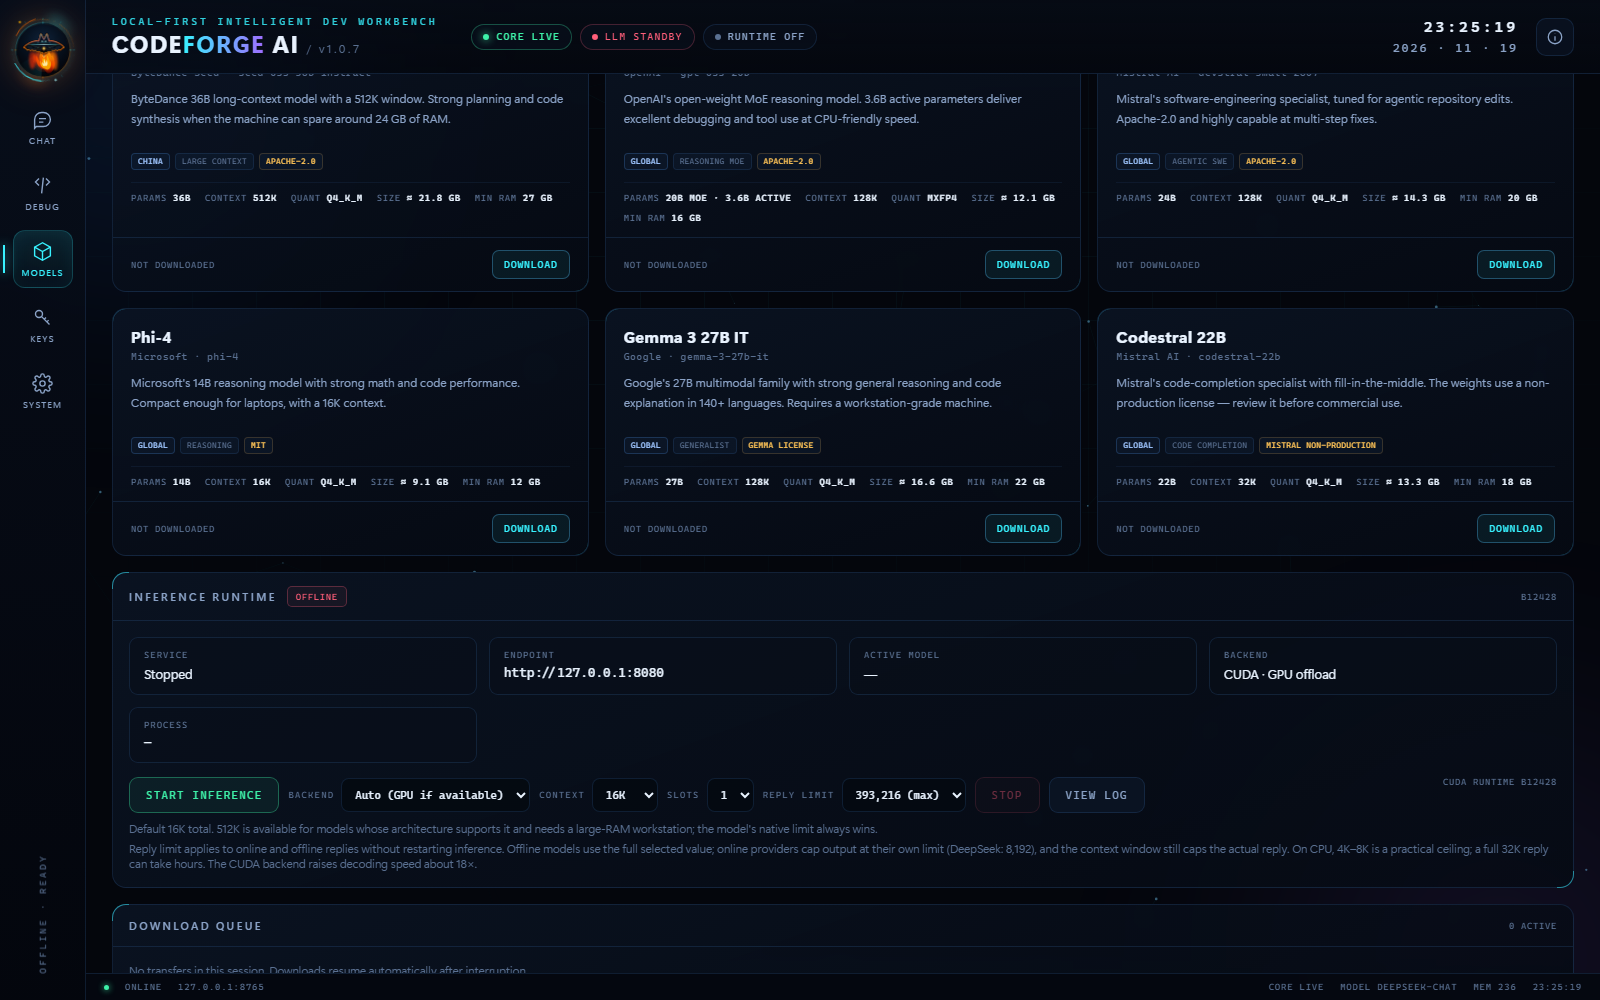 LOCAL-FIRST INTELLIGENT DEV WORKBENCH
CODEFORGE AI / v1.0.7
CORE LIVE
LLM STANDBY
RUNTIME OFF
23:25:19
2026 · 11 · 19
CHAT
DEBUG
MODELS
KEYS
SYSTEM
OFFLINE · READY
ByteDance 36B long-context model with a 512K window. Strong planning and code
synthesis when the machine can spare around 24 GB of RAM.
CHINA LARGE CONTEXT APACHE-2.0
PARAMS 36B CONTEXT 512K QUANT Q4_K_M SIZE ≈ 21.8 GB MIN RAM 27 GB
NOT DOWNLOADED DOWNLOAD
OpenAI's open-weight MoE reasoning model. 3.6B active parameters deliver
excellent debugging and tool use at CPU-friendly speed.
GLOBAL REASONING MOE APACHE-2.0
PARAMS 20B MOE · 3.6B ACTIVE CONTEXT 128K QUANT MXFP4 SIZE ≈ 12.1 GB
MIN RAM 16 GB
NOT DOWNLOADED DOWNLOAD
Mistral's software-engineering specialist, tuned for agentic repository edits.
Apache-2.0 and highly capable at multi-step fixes.
GLOBAL AGENTIC SWE APACHE-2.0
PARAMS 24B CONTEXT 128K QUANT Q4_K_M SIZE ≈ 14.3 GB MIN RAM 20 GB
NOT DOWNLOADED DOWNLOAD
Phi-4
Microsoft · phi-4
Microsoft's 14B reasoning model with strong math and code performance.
Compact enough for laptops, with a 16K context.
GLOBAL REASONING MIT
PARAMS 14B CONTEXT 16K QUANT Q4_K_M SIZE ≈ 9.1 GB MIN RAM 12 GB
NOT DOWNLOADED DOWNLOAD
Gemma 3 27B IT
Google · gemma-3-27b-it
Google's 27B multimodal family with strong general reasoning and code
explanation in 140+ languages. Requires a workstation-grade machine.
GLOBAL GENERALIST GEMMA LICENSE
PARAMS 27B CONTEXT 128K QUANT Q4_K_M SIZE ≈ 16.6 GB MIN RAM 22 GB
NOT DOWNLOADED DOWNLOAD
Codestral 22B
Mistral AI · codestral-22b
Mistral's code-completion specialist with fill-in-the-middle. The weights use a non-
production license — review it before commercial use.
GLOBAL CODE COMPLETION MISTRAL NON-PRODUCTION
PARAMS 22B CONTEXT 32K QUANT Q4_K_M SIZE ≈ 13.3 GB MIN RAM 18 GB
NOT DOWNLOADED DOWNLOAD
INFERENCE RUNTIME OFFLINE B12428
SERVICE
Stopped
ENDPOINT
http://127.0.0.1:8080
ACTIVE MODEL
—
BACKEND
CUDA · GPU offload
PROCESS
—
START INFERENCE BACKEND Auto (GPU if available) CONTEXT 16K SLOTS 1 REPLY LIMIT 393,216 (max) STOP VIEW LOG
CUDA RUNTIME B12428
Default 16K total. 512K is available for models whose architecture supports it and needs a large-RAM workstation; the model's native limit always wins.
Reply limit applies to online and offline replies without restarting inference. Offline models use the full selected value; online providers cap output at their own limit (DeepSeek: 8,192), and the context window still caps the actual reply. On CPU, 4K–8K is a practical ceiling; a full 32K reply
can take hours. The CUDA backend raises decoding speed about 18×.
DOWNLOAD QUEUE 0 ACTIVE
No transfers in this session. Downloads resume automatically after interruption.
ONLINE 127.0.0.1:8765
CORE LIVE MODEL DEEPSEEK-CHAT MEM 236 23:25:19